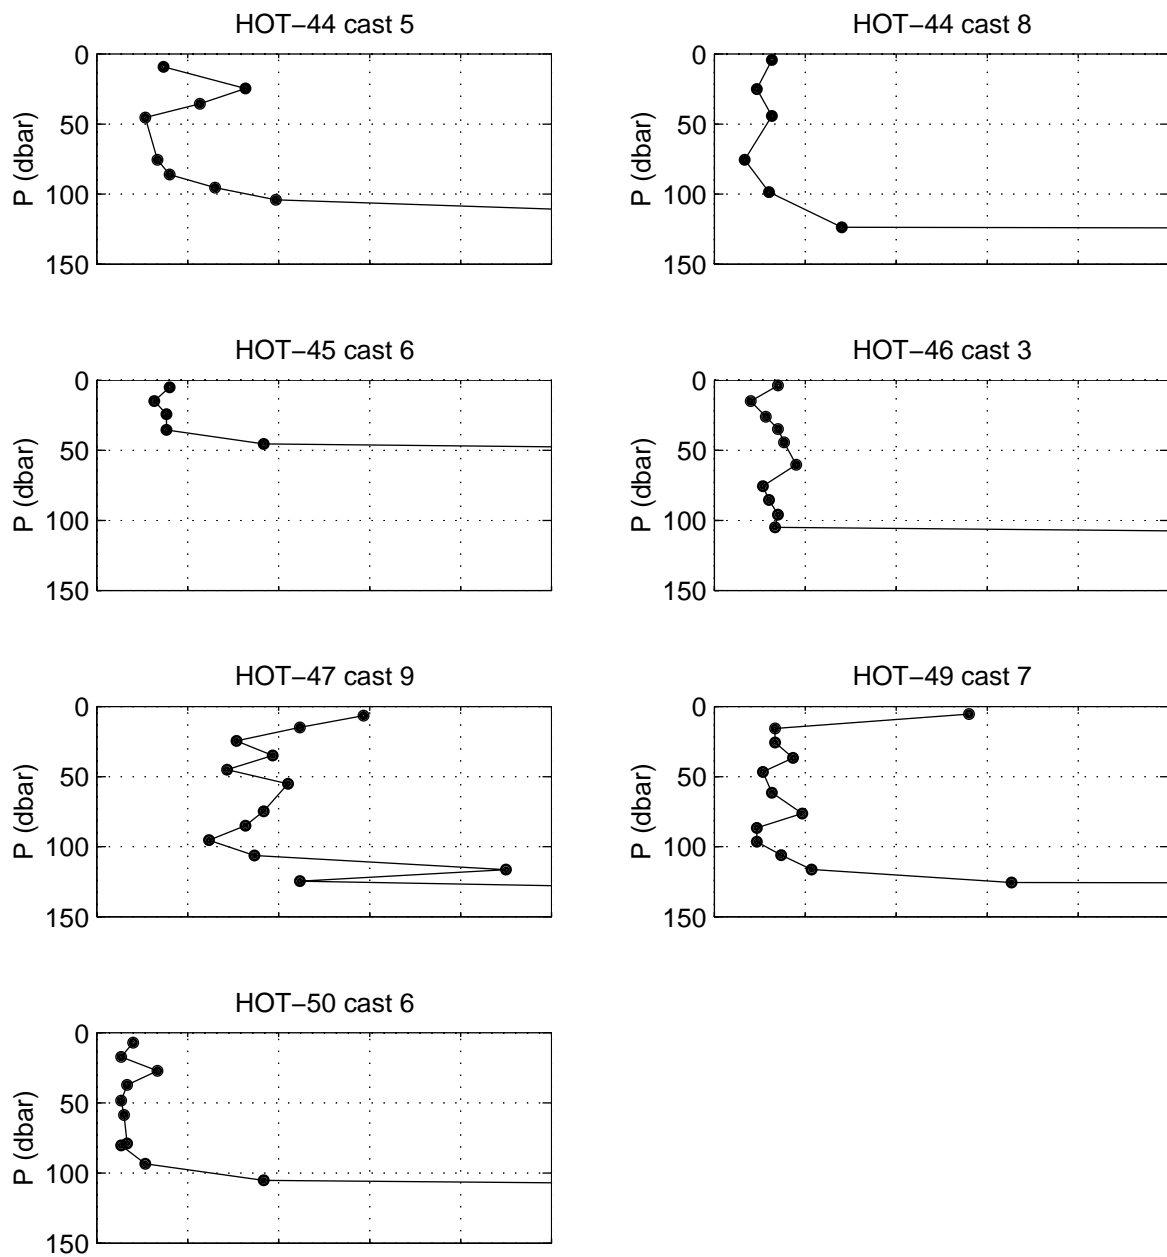 HOT−44 cast 5
0
50
100
150
P (dbar)
HOT−44 cast 8
0
50
100
150
P (dbar)
HOT−45 cast 6
0
50
100
150
P (dbar)
HOT−46 cast 3
0
50
100
150
P (dbar)
HOT−47 cast 9
0
50
100
150
P (dbar)
HOT−49 cast 7
0
50
100
150
P (dbar)
HOT−50 cast 6
0
50
100
150
P (dbar)